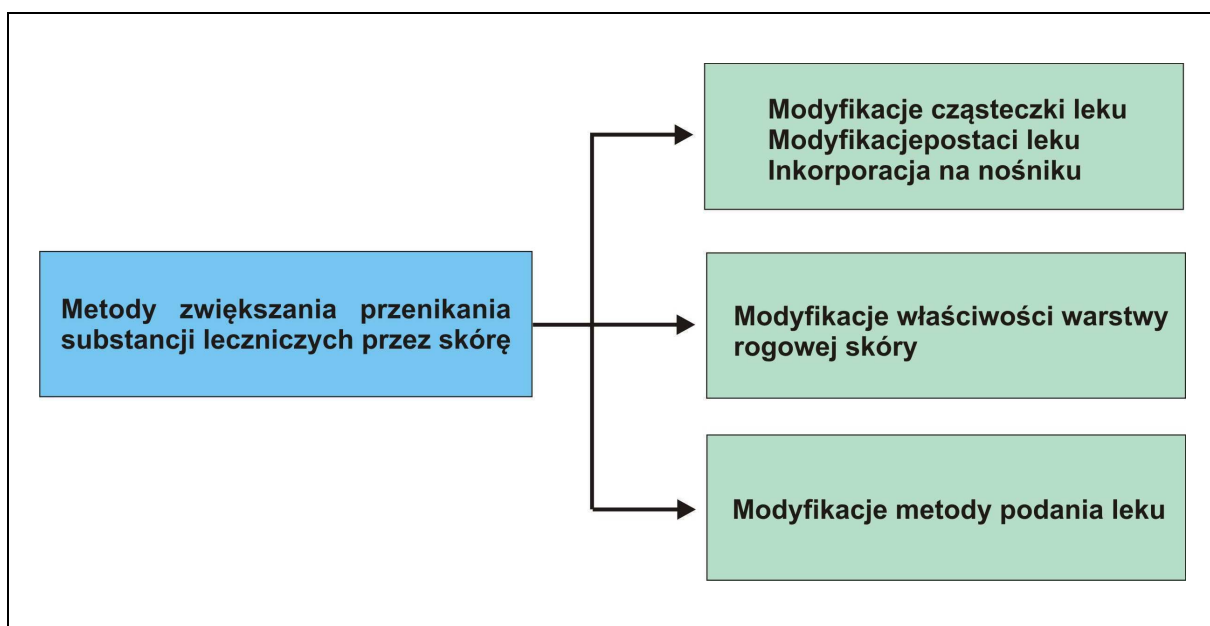 Metody zwiększania przenikania
substancji leczniczych przez skórę
Modyfikacje cząsteczki leku
Modyfikacjepostaci leku
Inkorporacja na nośniku
Modyfikacje właściwości warstwy
rogowej skóry
Modyfikacje metody podania leku